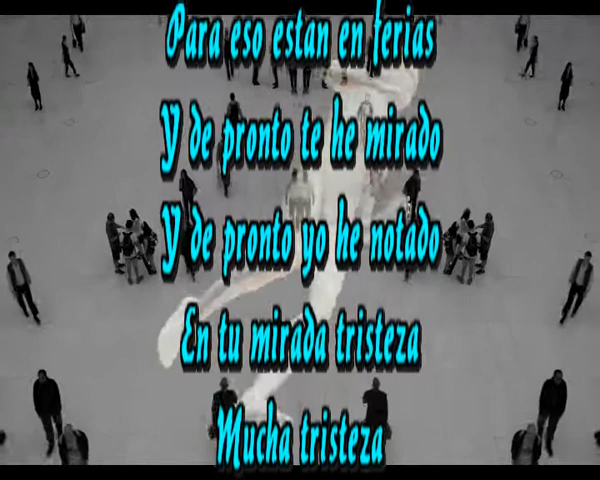 Para eso estan en ferias
Y de pronto te he mirado
Y de pronto yo he notado
En tu mirada tristeza
Mucha tristeza